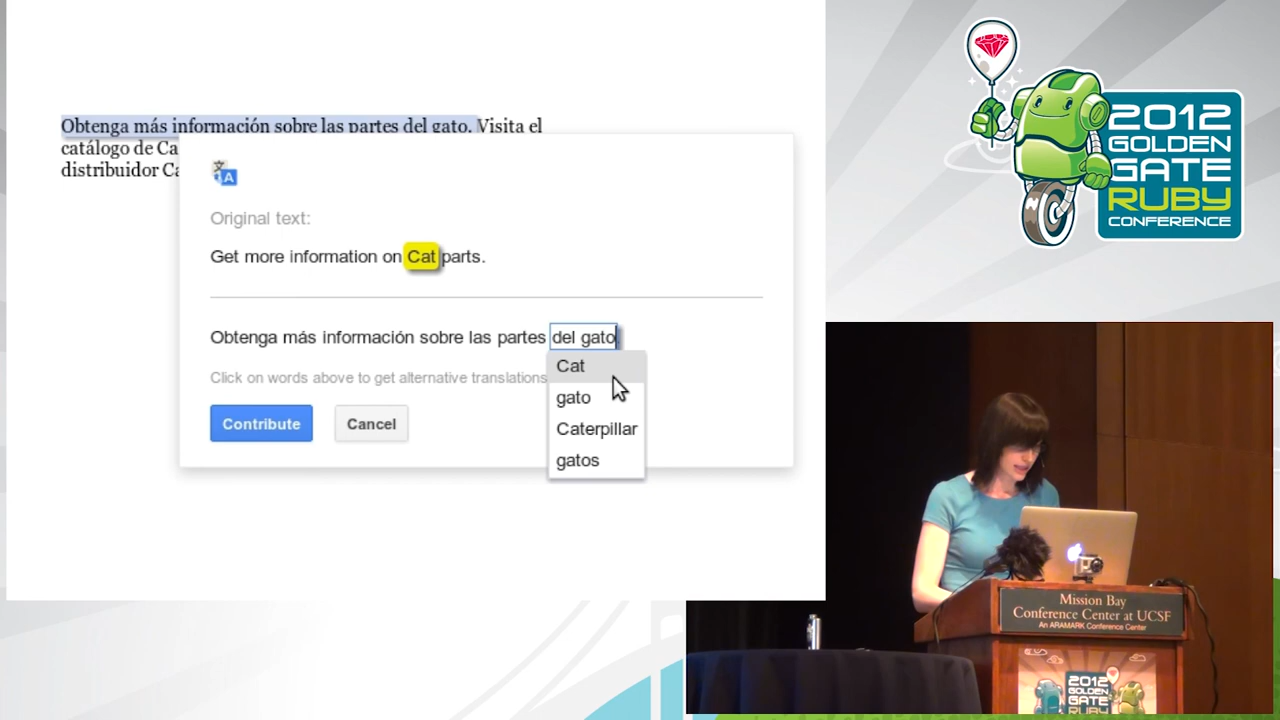 Obtenga más información sobre las partes del gato. Visita el
catálogo de Ca
distribuidor Ca
Original text:
Get more information on Cat parts.
Obtenga más información sobre las partes del gato
Click on words above to get alternative translations
Cat
gato
Caterpillar
gatos
Contribute
Cancel
文
A
2012
GOLDEN
GATE
RUBY
CONFERENCE
Mission Bay
Conference Center at UCSF
An ARAMARK Conference Center
2012
GOLDEN
GATE
RUBY